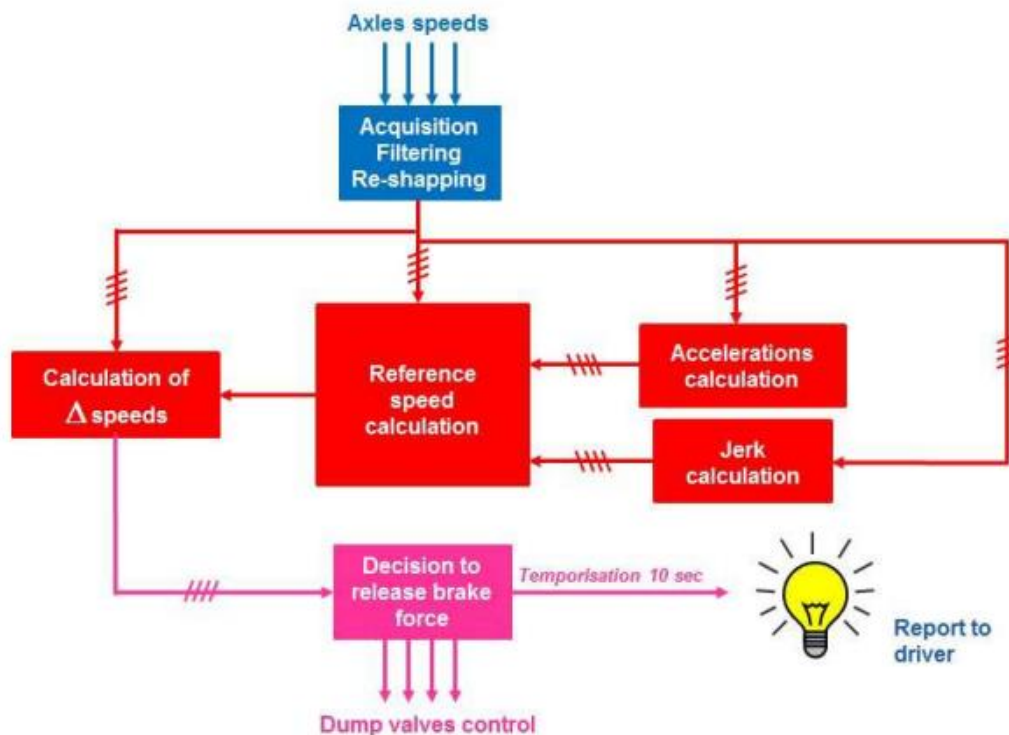 Axles speeds
Acquisition
Filtering
Re-shapping
Calculation of
Δ speeds
Reference
speed
calculation
Accelerations
calculation
Jerk
calculation
Decision to
release brake
force
Temporisation 10 sec
Report to
driver
Dump valves control